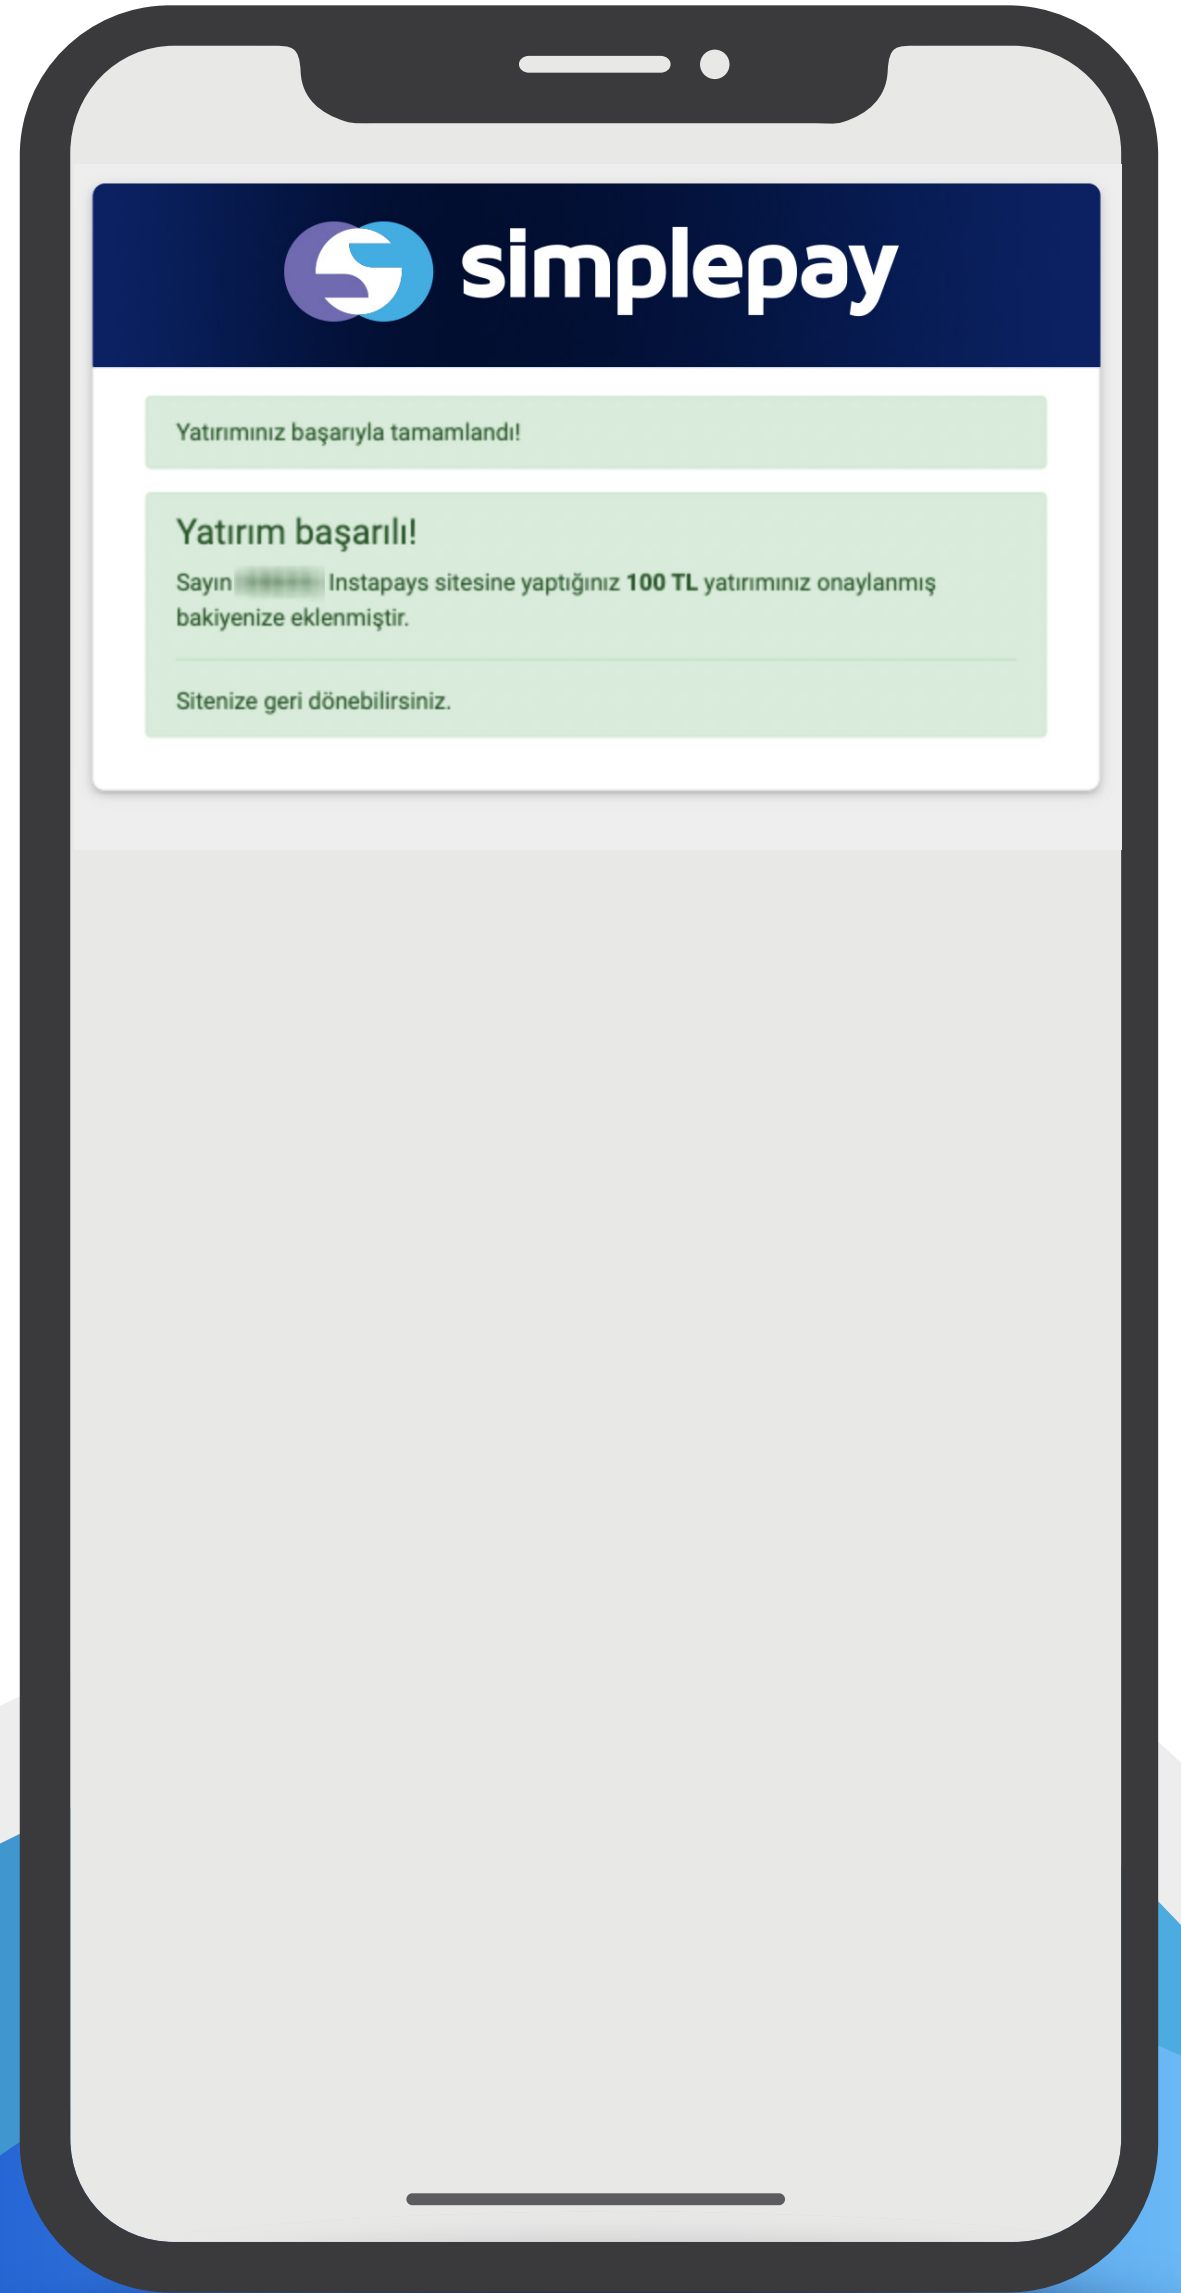 simplepay
Yatırımınız başarıyla tamamlandı!
Yatırım başarılı!
Sayın Instapays sitesine yaptığınız 100 TL yatırımınız onaylanmış
bakiyenize eklenmiştir.
Sitenize geri dönebilirsiniz.